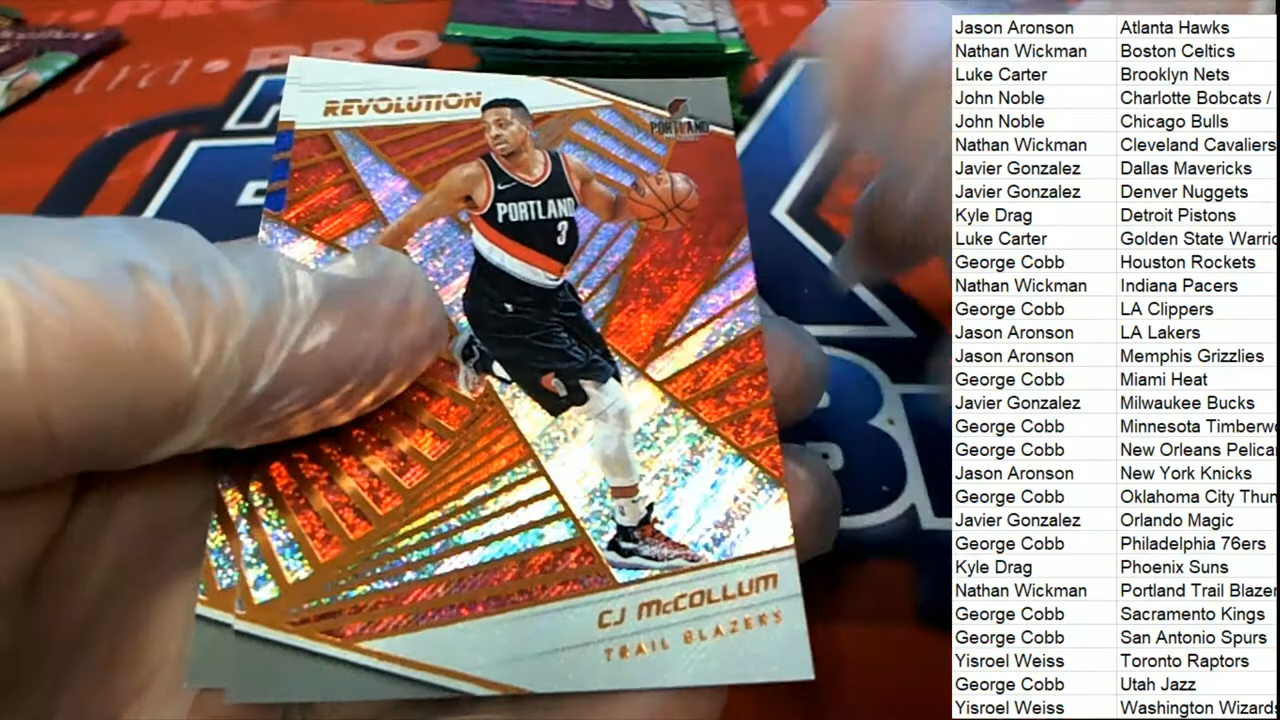 PRO
REVOLUTION
PORTLAND
PORTLAND
3
CJ McCOLLUM
TRAIL BLAZERS
Jason Aronson Atlanta Hawks
Nathan Wickman Boston Celtics
Luke Carter Brooklyn Nets
John Noble Charlotte Bobcats /
John Noble Chicago Bulls
Nathan Wickman Cleveland Cavaliers
Javier Gonzalez Dallas Mavericks
Javier Gonzalez Denver Nuggets
Kyle Drag Detroit Pistons
Luke Carter Golden State Warric
George Cobb Houston Rockets
Nathan Wickman Indiana Pacers
George Cobb LA Clippers
Jason Aronson LA Lakers
Jason Aronson Memphis Grizzlies
George Cobb Miami Heat
Javier Gonzalez Milwaukee Bucks
George Cobb Minnesota Timberw
George Cobb New Orleans Pelica
Jason Aronson New York Knicks
George Cobb Oklahoma City Thun
Javier Gonzalez Orlando Magic
George Cobb Philadelphia 76ers
Kyle Drag Phoenix Suns
Nathan Wickman Portland Trail Blazer
George Cobb Sacramento Kings
George Cobb San Antonio Spurs
Yisroel Weiss Toronto Raptors
George Cobb Utah Jazz
Yisroel Weiss Washington Wizards